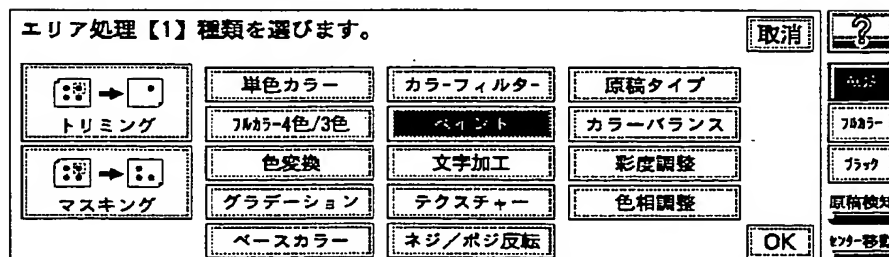 エリア処理【1】種類を選びます。
取消
?
トリミング
単色カラー
カラーフィルター
原稿タイプ
フルカラー4色/3色
ペイント
カラーバランス
フルカラー
色変換
文字加工
彩度調整
ブラック
マスキング
グラデーション
テクスチャー
色相調整
原稿検知
ベースカラー
ネジ/ポジ反転
OK
センター移動